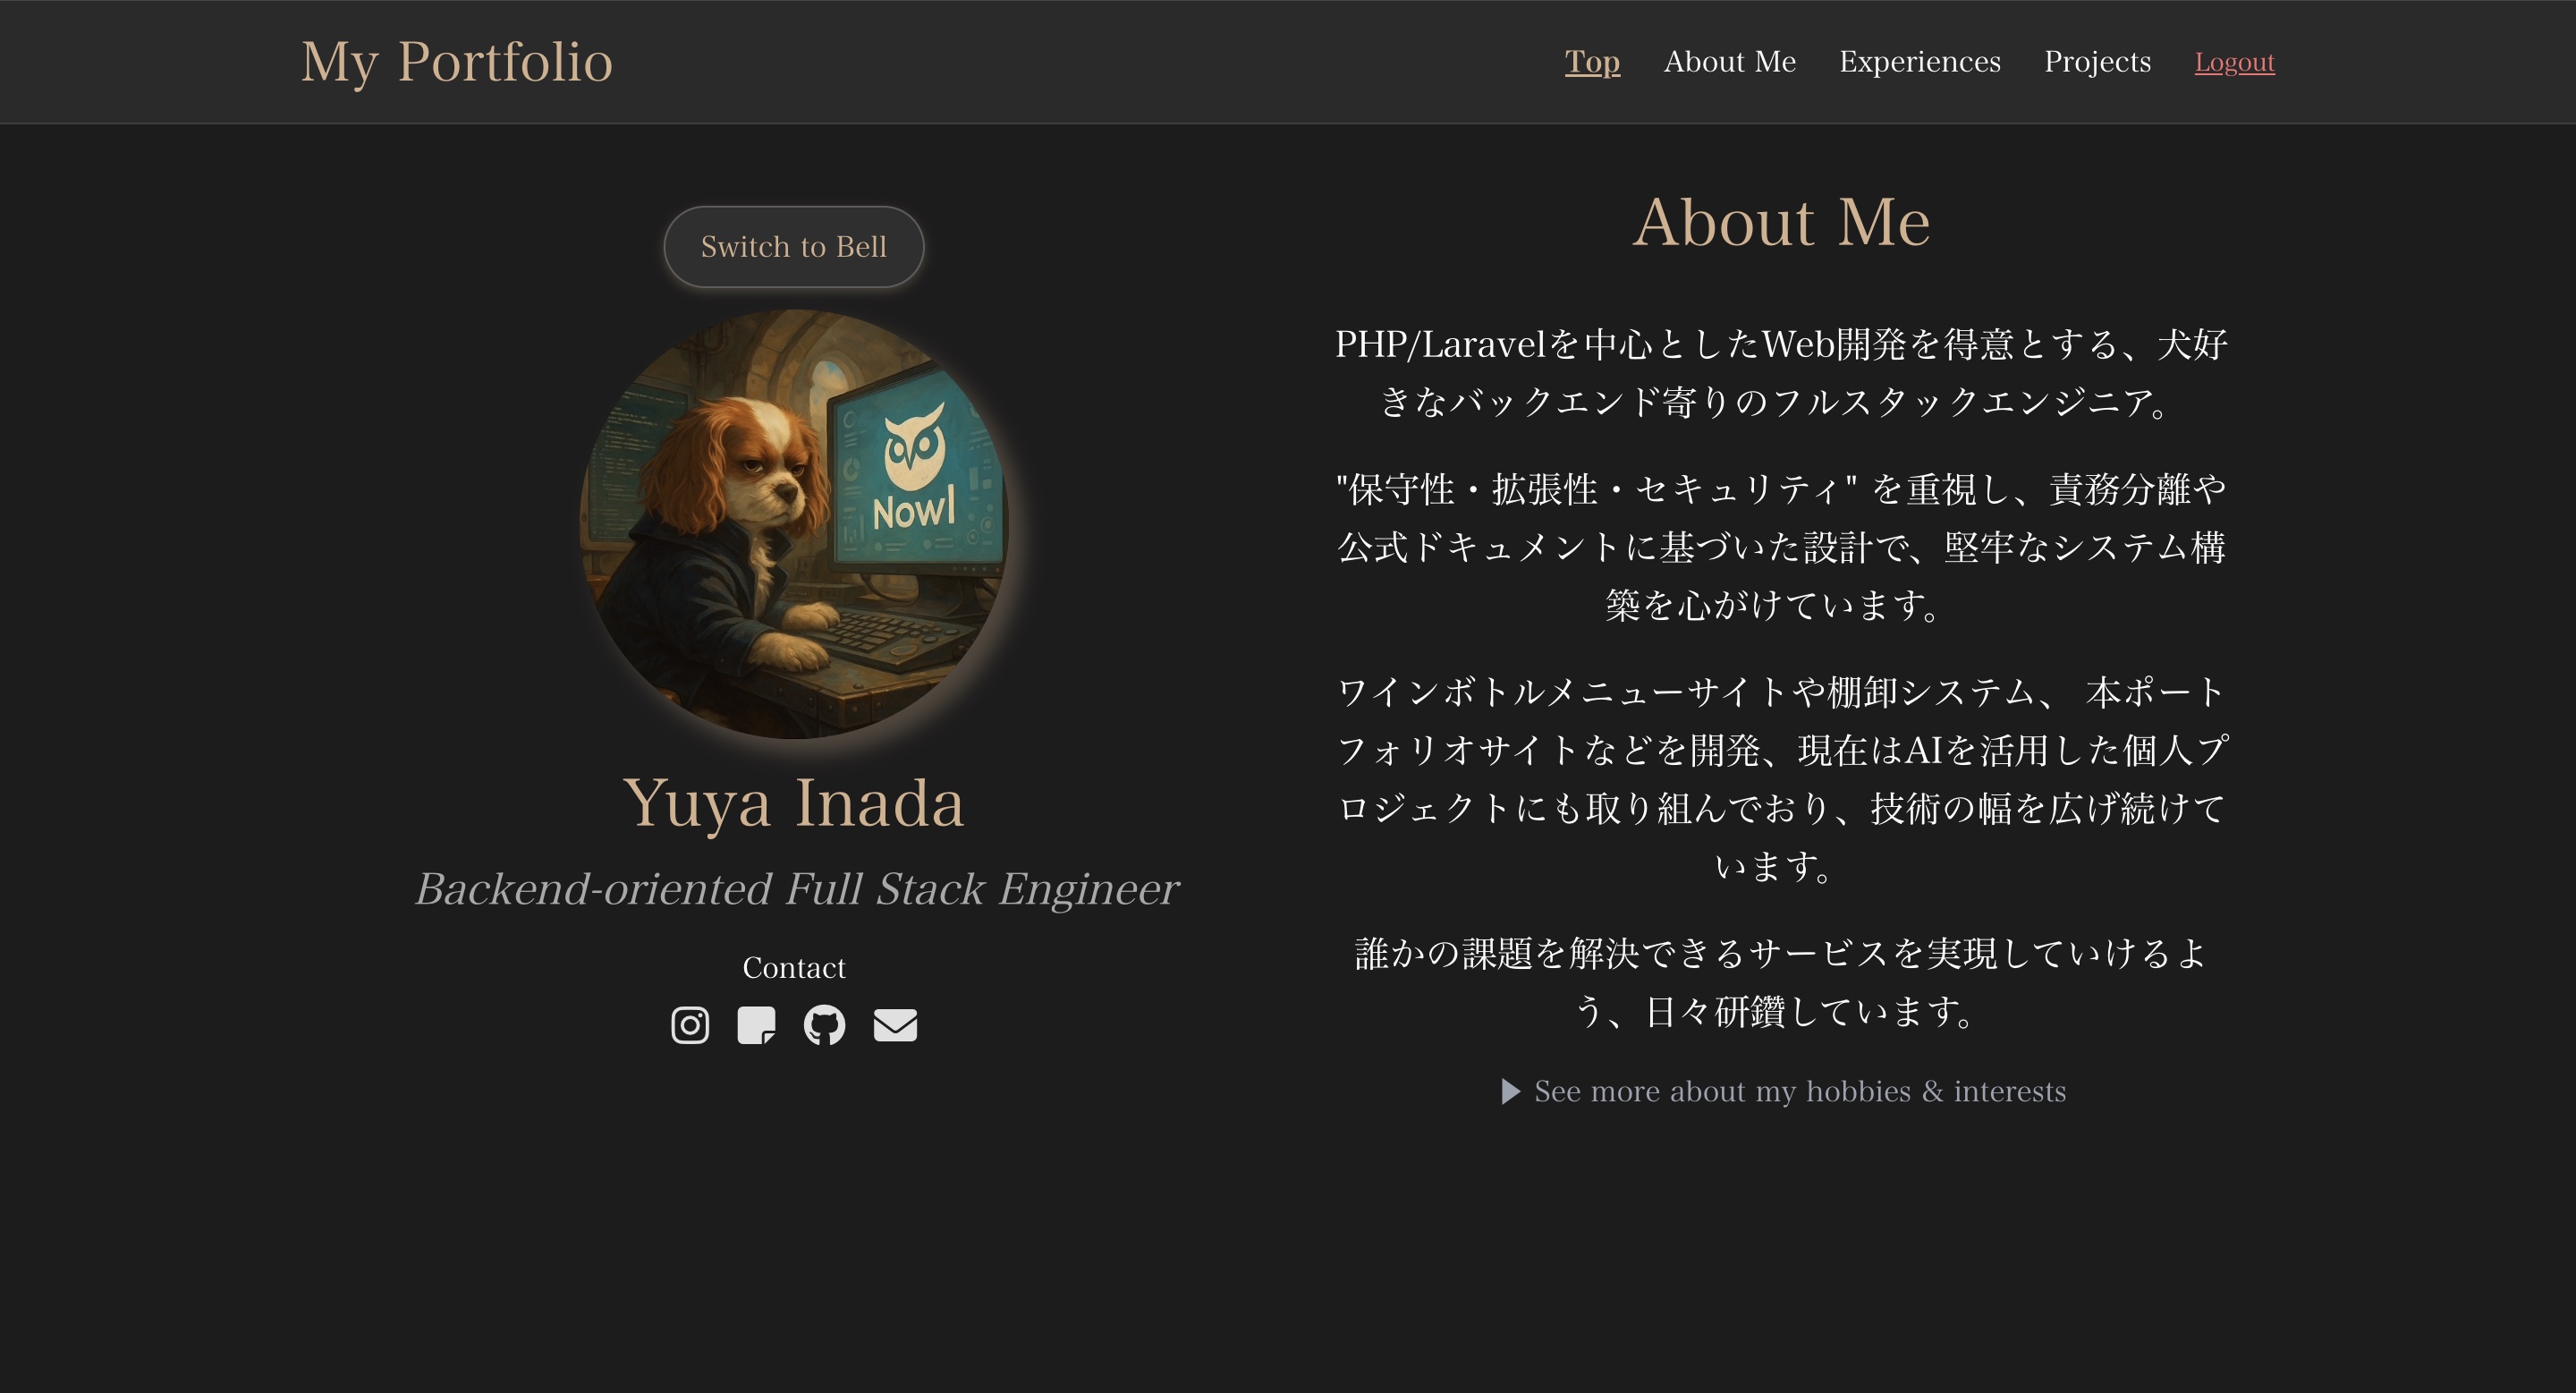 My Portfolio
Top About Me Experiences Projects Logout
Switch to Bell
Nowl
Yuya Inada
Backend-oriented Full Stack Engineer
Contact
About Me
PHP/Laravelを中心としたWeb開発を得意とする、犬好
きなバックエンド寄りのフルスタックエンジニア。
"保守性・拡張性・セキュリティ" を重視し、責務分離や
公式ドキュメントに基づいた設計で、堅牢なシステム構
築を心がけています。
ワインボトルメニューサイトや棚卸システム、 本ポート
フォリオサイトなどを開発、現在はAIを活用した個人プ
ロジェクトにも取り組んでおり、技術の幅を広げ続けて
います。
誰かの課題を解決できるサービスを実現していけるよ
う、日々研鑽しています。
▶ See more about my hobbies & interests